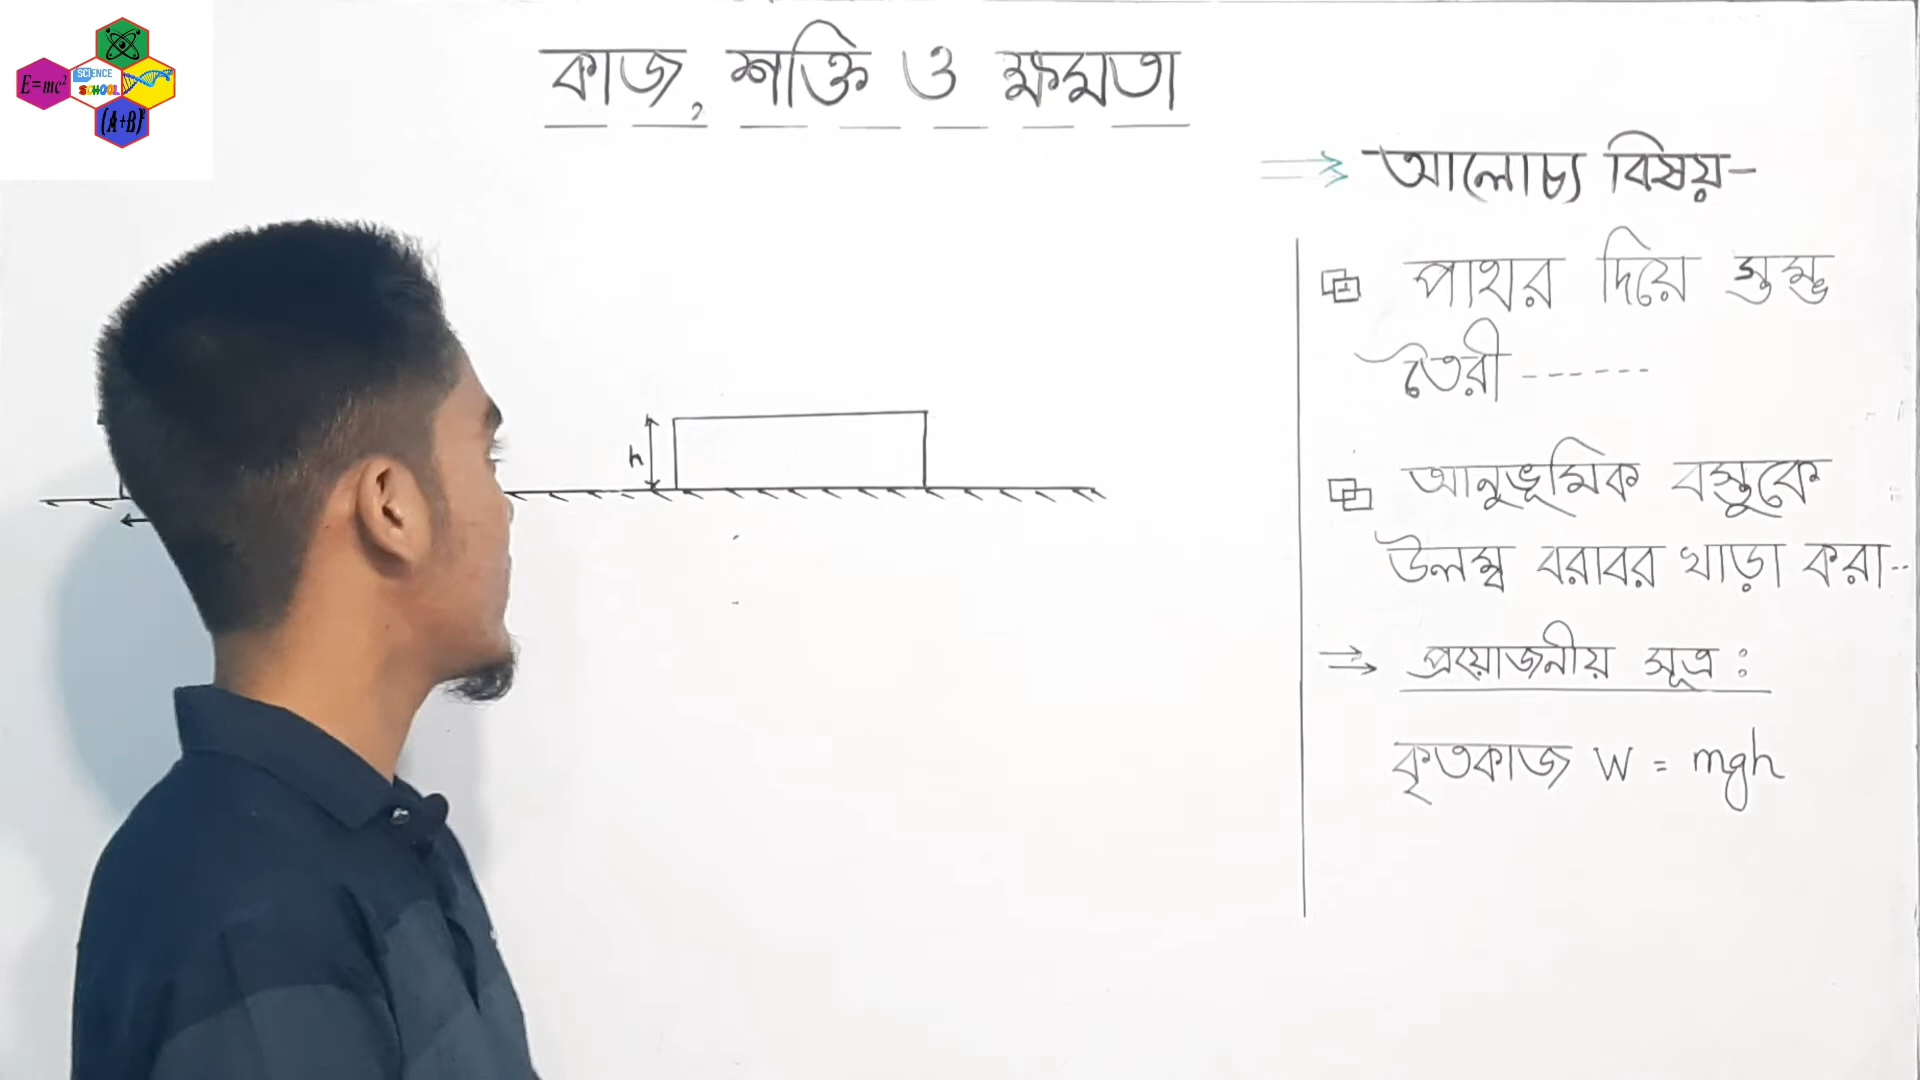 E=mc²
SCIENCE
SCHOOL
(A+B)²
কাজ, শক্তি ও ক্ষমতা
আলোচ্য বিষয়-
পাথর দিয়ে স্তম্ভ
তৈরী ------
আনুভূমিক বস্তুকে
উলম্ব বরাবর খাড়া করা--
প্রয়োজনীয় সূত্র :
কৃতকাজ W = mgh
h